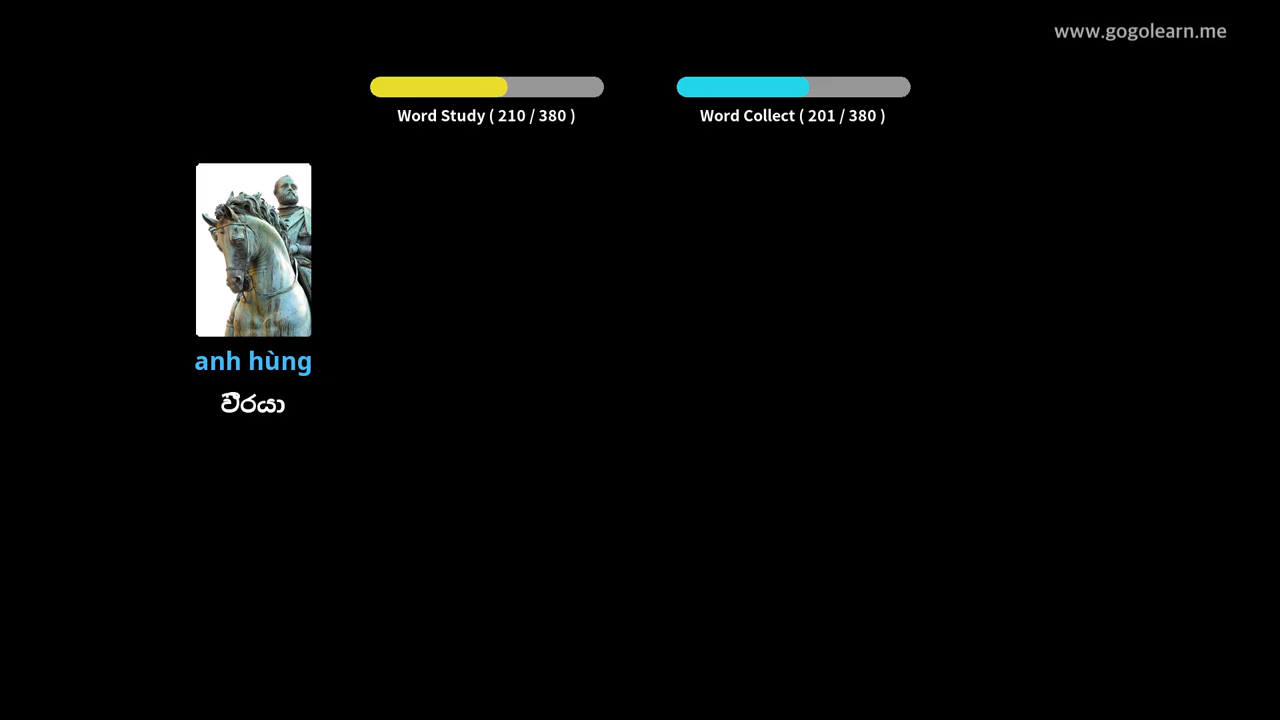 www.gogolearn.me
Word Study ( 210 / 380 )
Word Collect ( 201 / 380 )
anh hùng
වීරයා